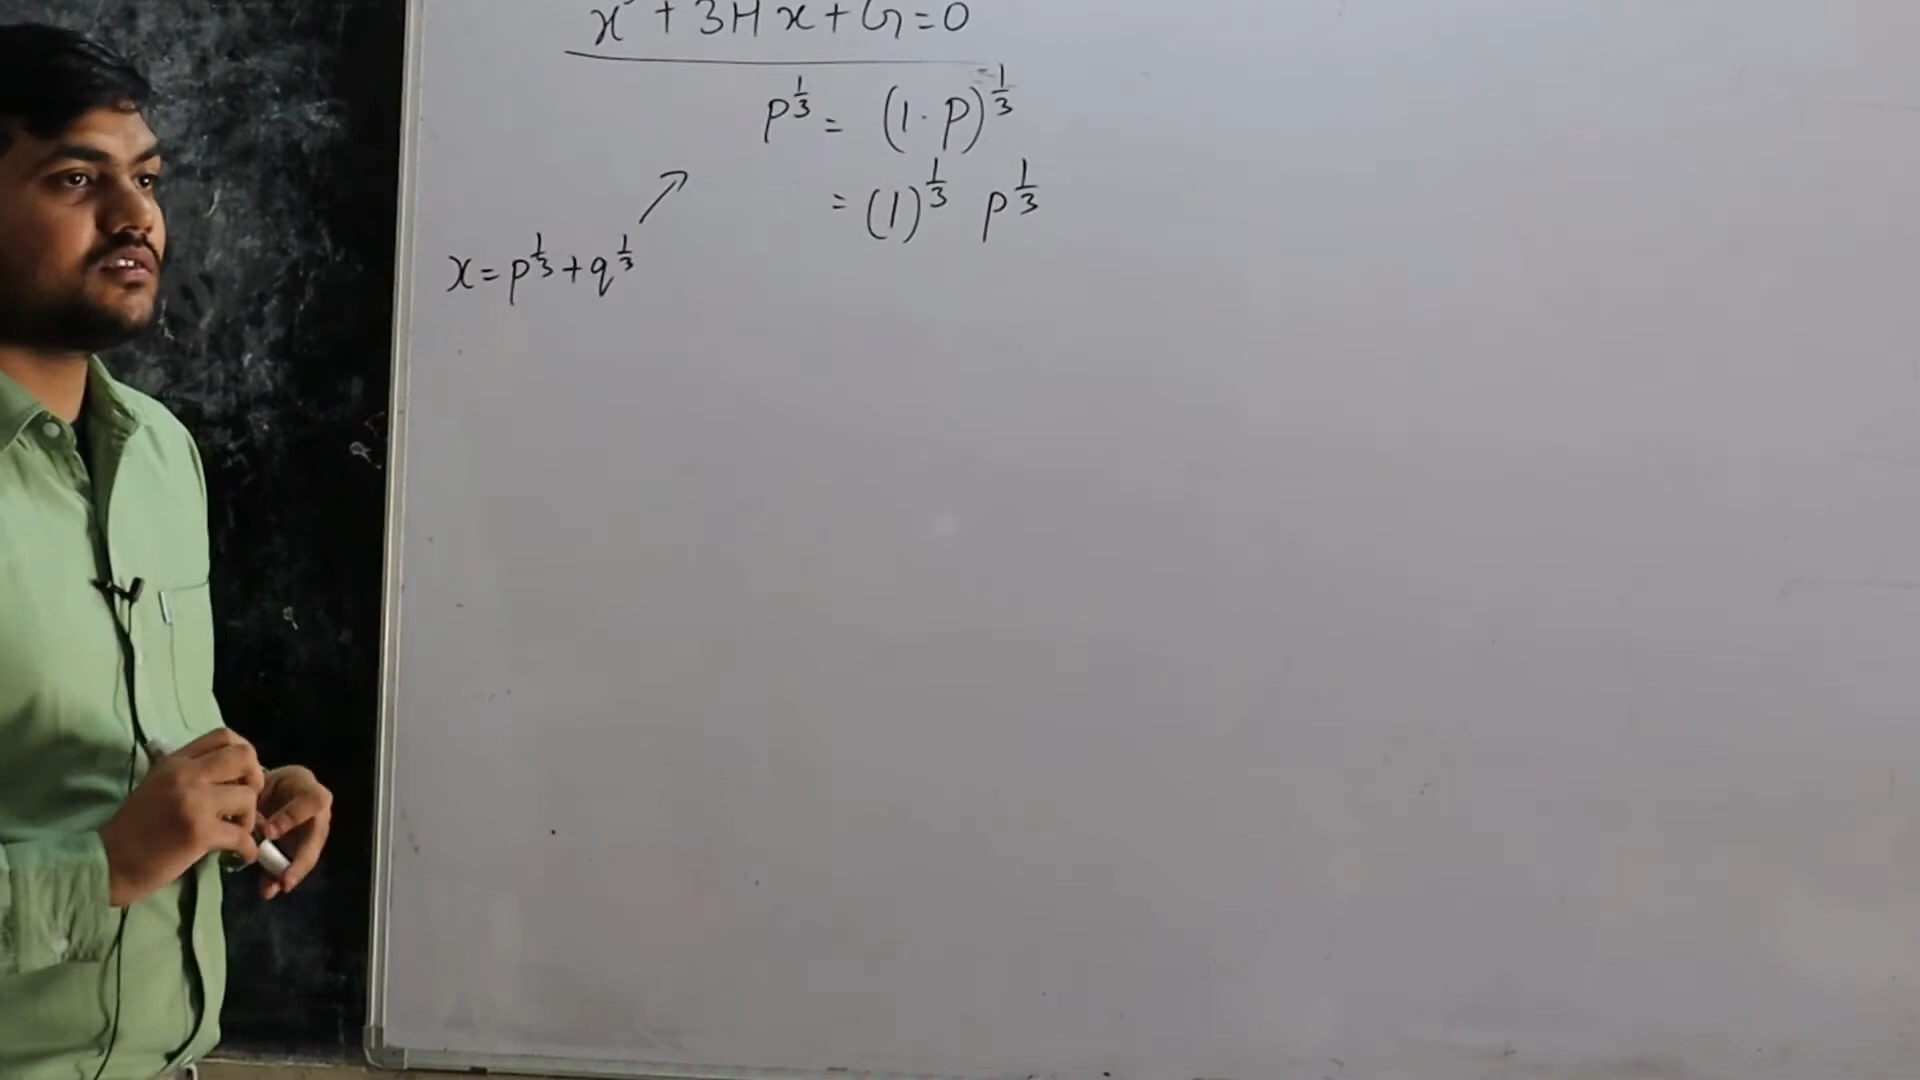 x³ + 3Hx + G = 0
p^{1/3} = (1 · p)^{1/3}
= (1)^{1/3} p^{1/3}
x = p^{1/3} + q^{1/3}